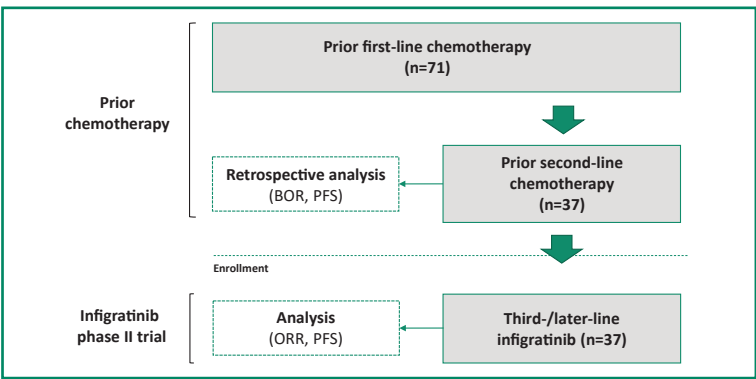 Prior first-line chemotherapy
(n=71)
Prior
chemotherapy
Retrospective analysis
(BOR, PFS)
Prior second-line
chemotherapy
(n=37)
Enrollment
Infigratinib
phase II trial
Analysis
(ORR, PFS)
Third-/later-line
infigratinib (n=37)